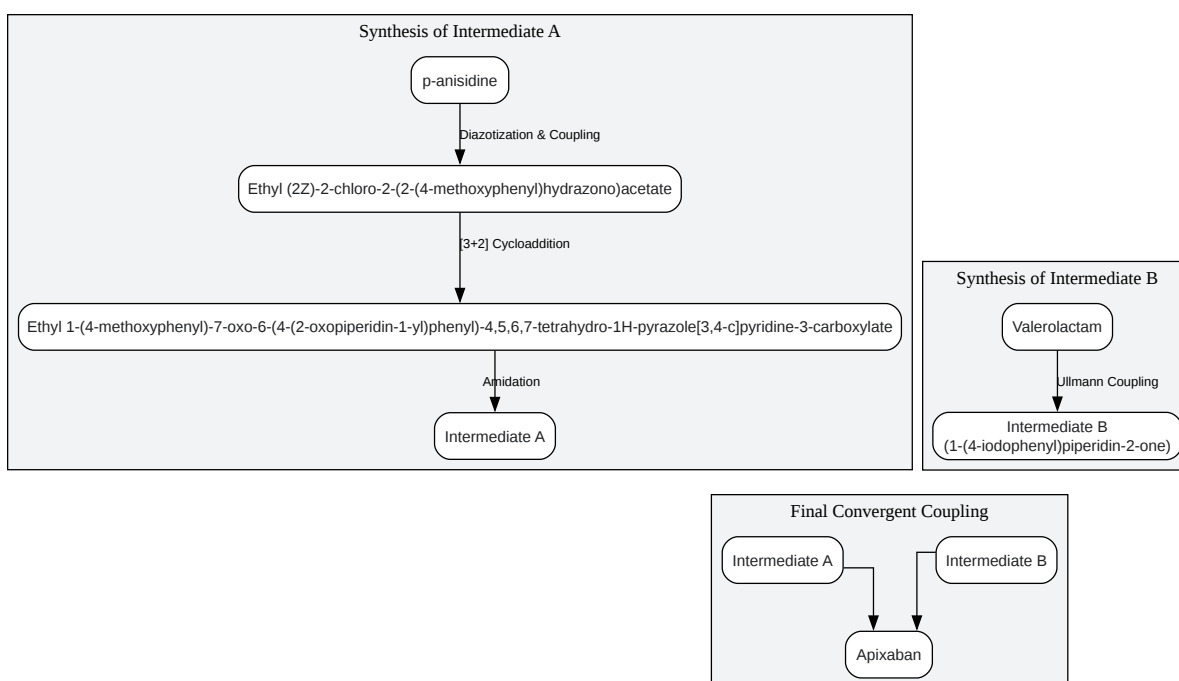 Synthesis of Intermediate A
p-anisidine
Diazotization & Coupling
Ethyl (2Z)-2-chloro-2-(2-(4-methoxyphenyl)hydrazono)acetate
[3+2] Cycloaddition
Ethyl 1-(4-methoxyphenyl)-7-oxo-6-(4-(2-oxopiperidin-1-yl)phenyl)-4,5,6,7-tetrahydro-1H-pyrazole[3,4-c]pyridine-3-carboxylate
Amidation
Intermediate A
Synthesis of Intermediate B
Valerolactam
Ullmann Coupling
Intermediate B
(1-(4-iodophenyl)piperidin-2-one)
Final Convergent Coupling
Intermediate A
Intermediate B
Apixaban